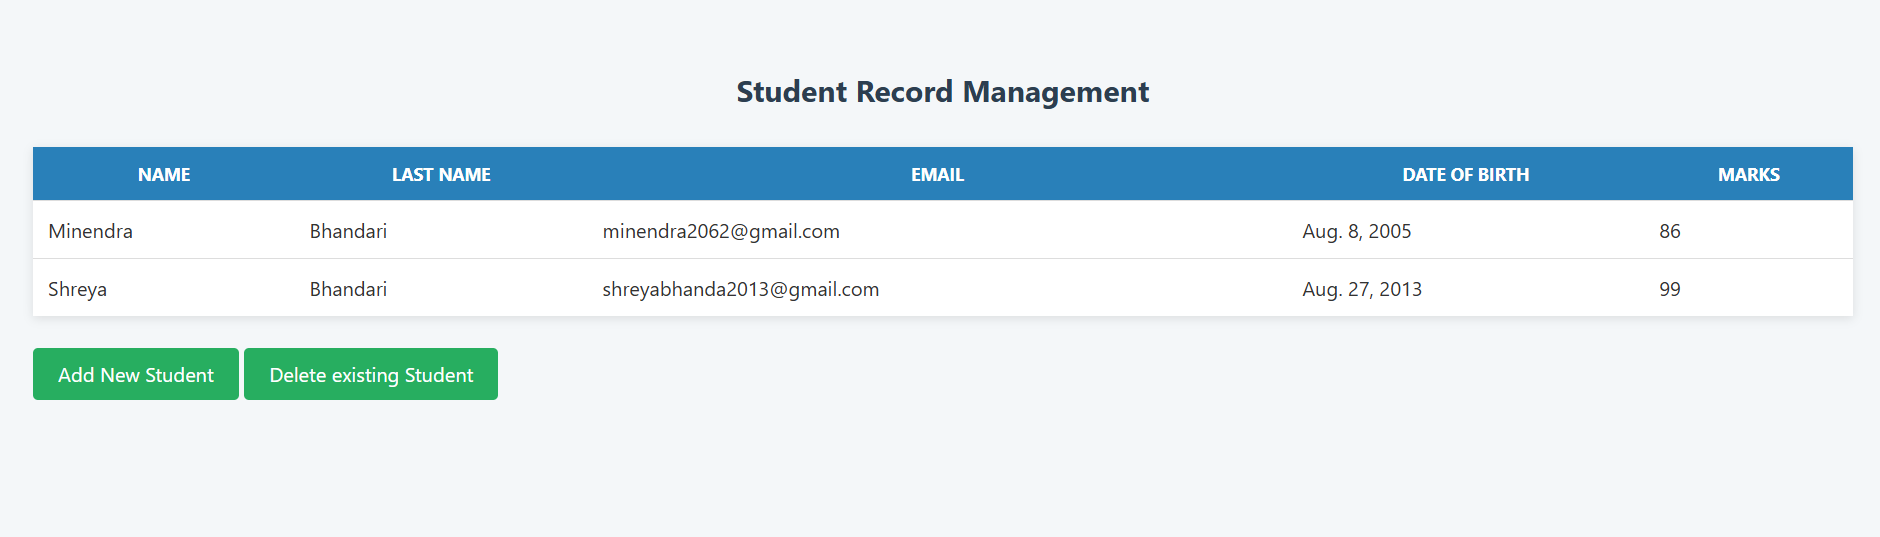 Student Record Management
NAME LAST NAME EMAIL DATE OF BIRTH MARKS
Minendra Bhandari minendra2062@gmail.com Aug. 8, 2005 86
Shreya Bhandari shreyabhanda2013@gmail.com Aug. 27, 2013 99
Add New Student Delete existing Student